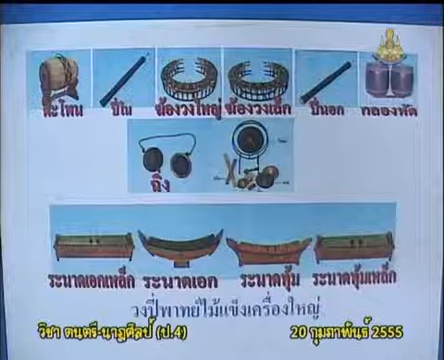 ตะโพน ปี่ใน ฆ้องวงใหญ่ ฆ้องวงเล็ก ปี่นอก กลองทัด
ฉิ่ง
ระนาดเอกเหล็ก ระนาดเอก ระนาดทุ้ม ระนาดทุ้มเหล็ก
วงปี่พาทย์ไม้แข็งเครื่องใหญ่
วิชา ดนตรี-นาฏศิลป์ (ป.4) 20 กุมภาพันธ์ 2555